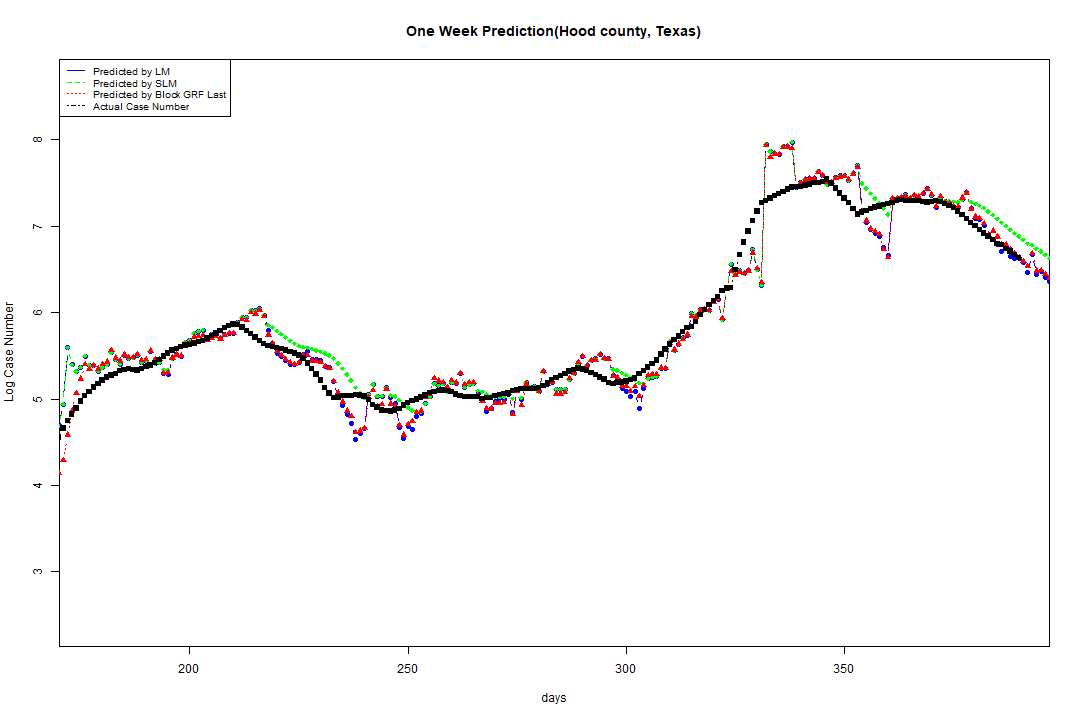 One Week Prediction(Hood county, Texas)
Predicted by LM
Predicted by SLM
Predicted by Block GRF Last
Actual Case Number
8
7
6
5
4
3
Log Case Number
200 250 300 350
days